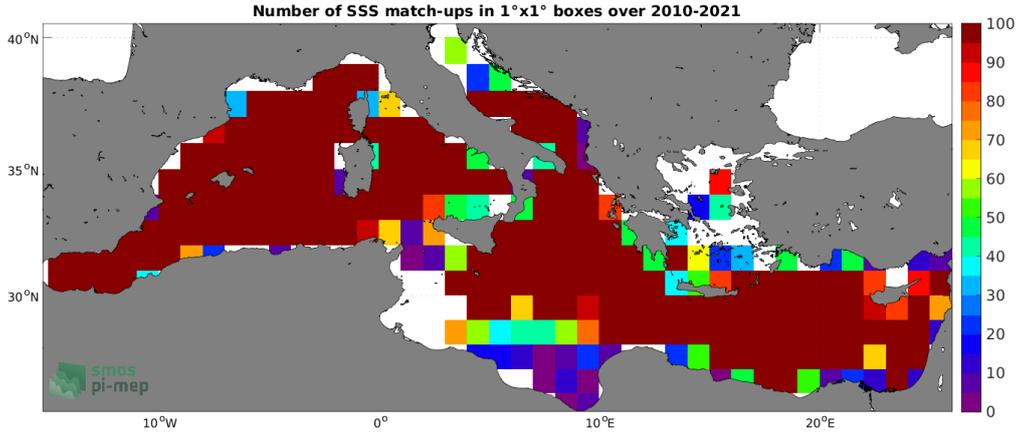 Number of SSS match-ups in 1°x1° boxes over 2010-2021
40°N
35°N
30°N
10°W
0°
10°E
20°E
100
90
80
70
60
50
40
30
20
10
0
smos
pi-mep